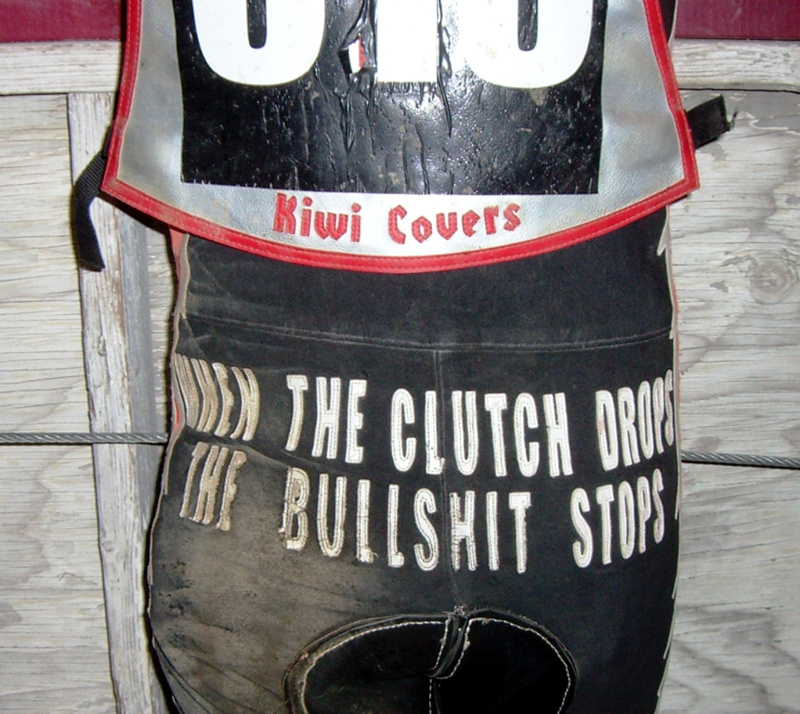 Kiwi Covers
WHEN THE CLUTCH DROPS
THE BULLSHIT STOPS